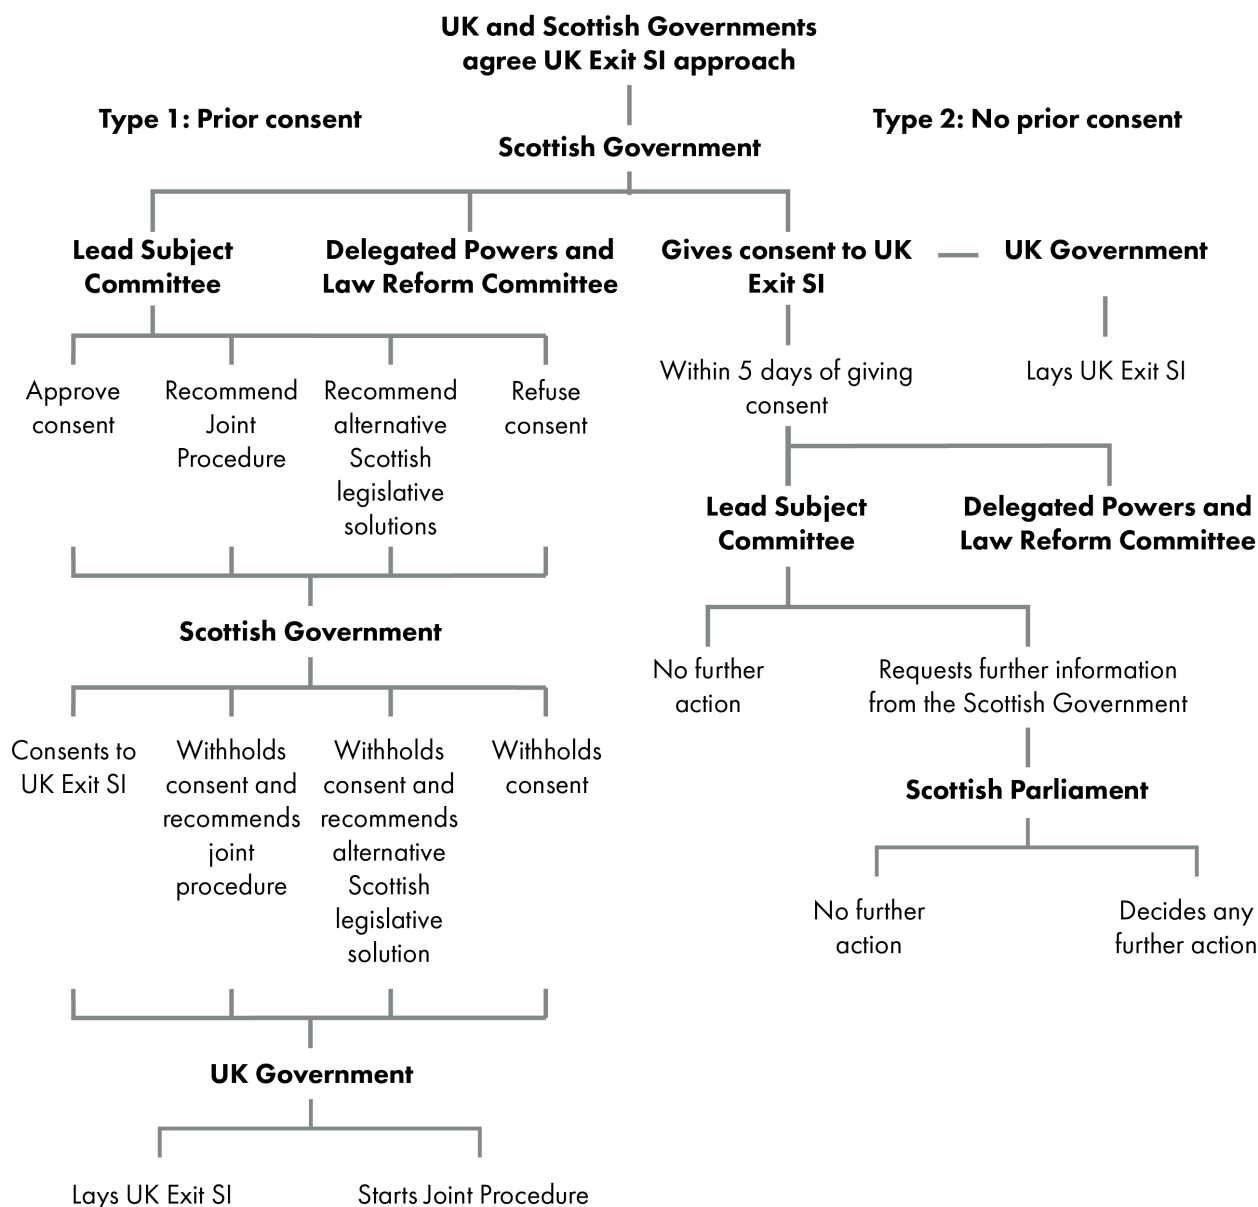 UK and Scottish Governments
agree UK Exit SI approach
Type 1: Prior consent
Type 2: No prior consent
Scottish Government
Lead Subject
Committee
Delegated Powers and
Law Reform Committee
Gives consent to UK
Exit SI
UK Government
Approve
consent
Recommend
Joint
Procedure
Recommend
alternative
Scottish
legislative
solutions
Refuse
consent
Within 5 days of giving
consent
Lays UK Exit SI
Lead Subject
Committee
Delegated Powers and
Law Reform Committee
Scottish Government
No further
action
Requests further information
from the Scottish Government
Consents to
UK Exit SI
Withholds
consent and
recommends
joint
procedure
Withholds
consent and
recommends
alternative
Scottish
legislative
solution
Withholds
consent
Scottish Parliament
No further
action
Decides any
further action
UK Government
Lays UK Exit SI
Starts Joint Procedure